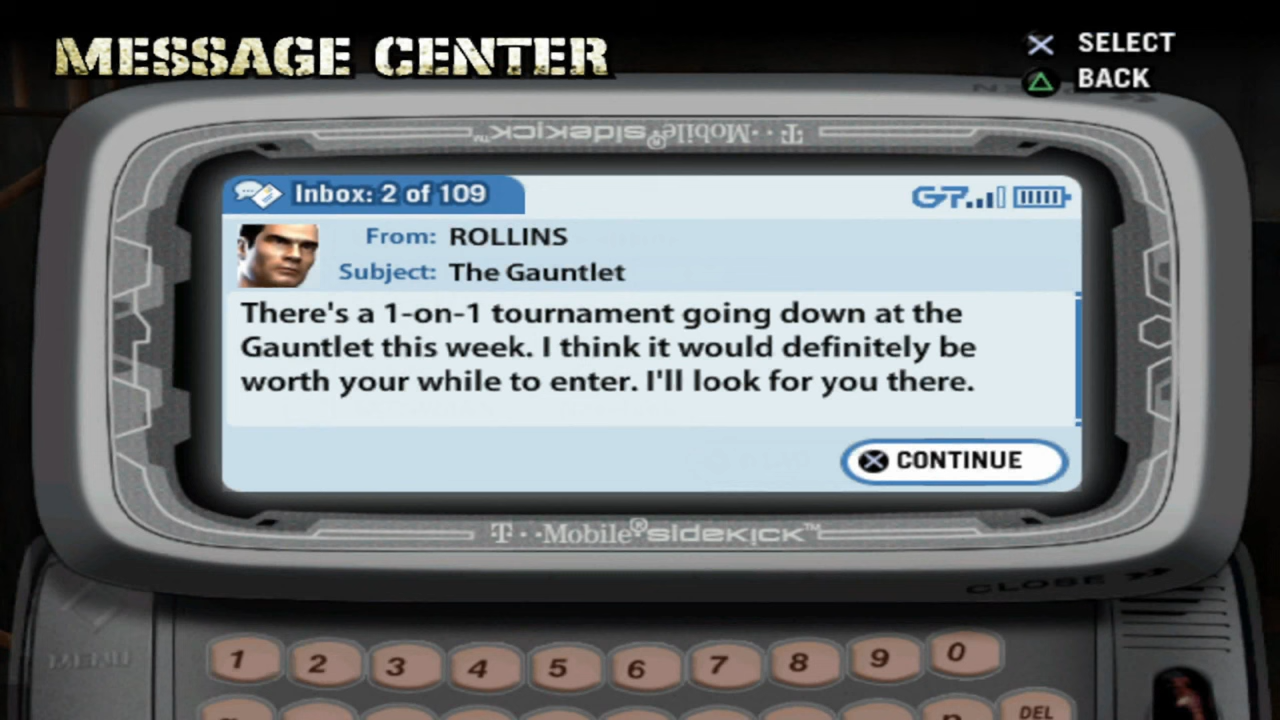 MESSAGE CENTER
SELECT
BACK
T··Mobile®sidekick™
Inbox: 2 of 109
From: ROLLINS
Subject: The Gauntlet
There's a 1-on-1 tournament going down at the
Gauntlet this week. I think it would definitely be
worth your while to enter. I'll look for you there.
CONTINUE
T··Mobile®sidekick™
CLOSE
MENU
1 2 3 4 5 6 7 8 9 0
p DEL